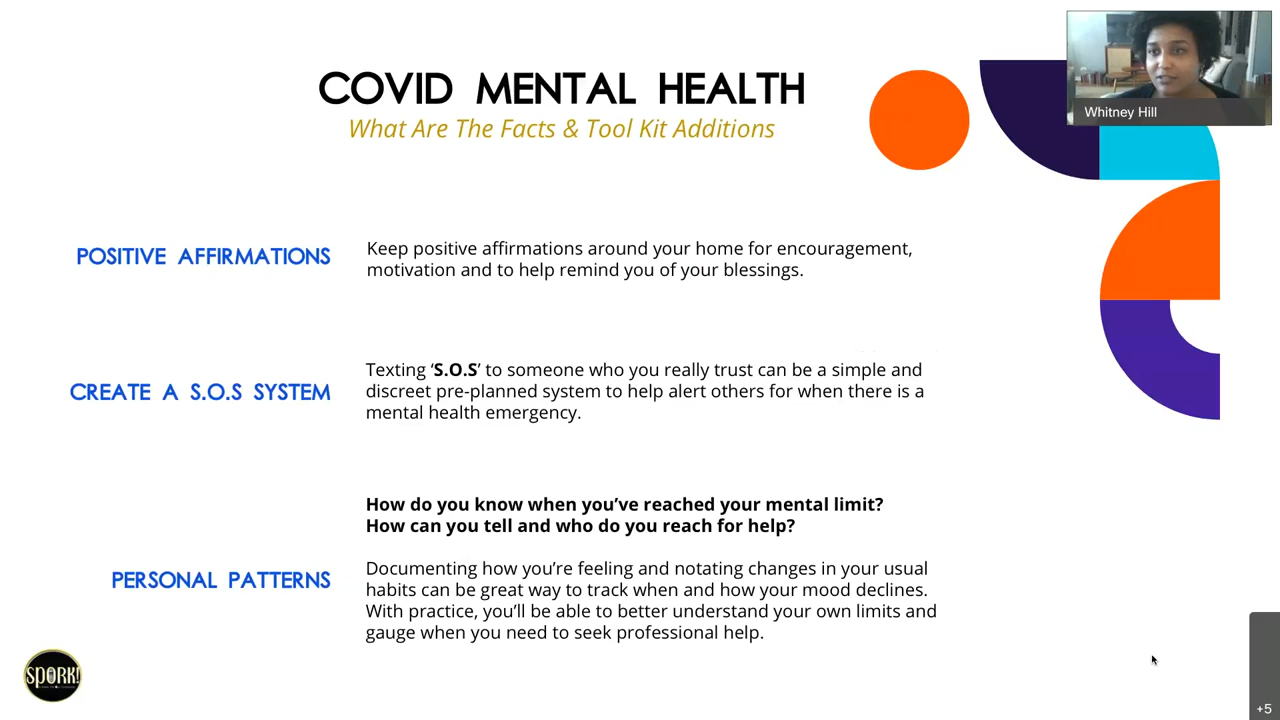 COVID MENTAL HEALTH
What Are The Facts & Tool Kit Additions
Whitney Hill
POSITIVE AFFIRMATIONS
Keep positive affirmations around your home for encouragement,
motivation and to help remind you of your blessings.
CREATE A S.O.S SYSTEM
Texting ‘S.O.S’ to someone who you really trust can be a simple and
discreet pre-planned system to help alert others for when there is a
mental health emergency.
How do you know when you’ve reached your mental limit?
How can you tell and who do you reach for help?
PERSONAL PATTERNS
Documenting how you’re feeling and notating changes in your usual
habits can be great way to track when and how your mood declines.
With practice, you’ll be able to better understand your own limits and
gauge when you need to seek professional help.
SPORK!
+5